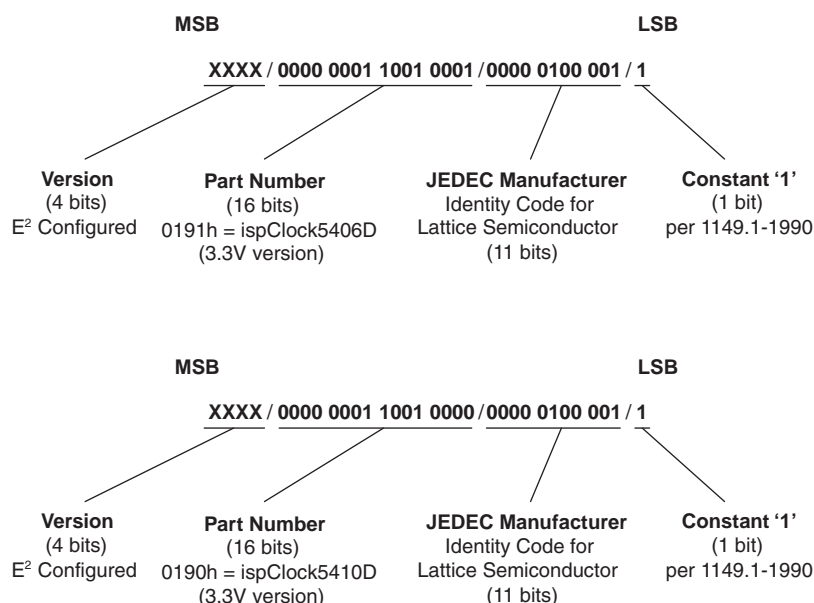 MSB LSB
XXXX / 0000 0001 1001 0001 / 0000 0100 001 / 1
Version Part Number JEDEC Manufacturer Constant ‘1’
(4 bits) (16 bits) Identity Code for (1 bit)
E² Configured 0191h = ispClock5406D Lattice Semiconductor per 1149.1-1990
(3.3V version) (11 bits)
MSB LSB
XXXX / 0000 0001 1001 0000 / 0000 0100 001 / 1
Version Part Number JEDEC Manufacturer Constant ‘1’
(4 bits) (16 bits) Identity Code for (1 bit)
E² Configured 0190h = ispClock5410D Lattice Semiconductor per 1149.1-1990
(3.3V version) (11 bits)